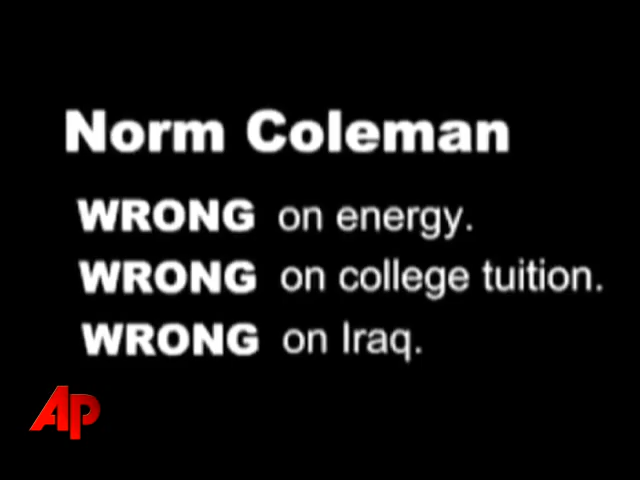 Norm Coleman
WRONG on energy.
WRONG on college tuition.
WRONG on Iraq.
AP